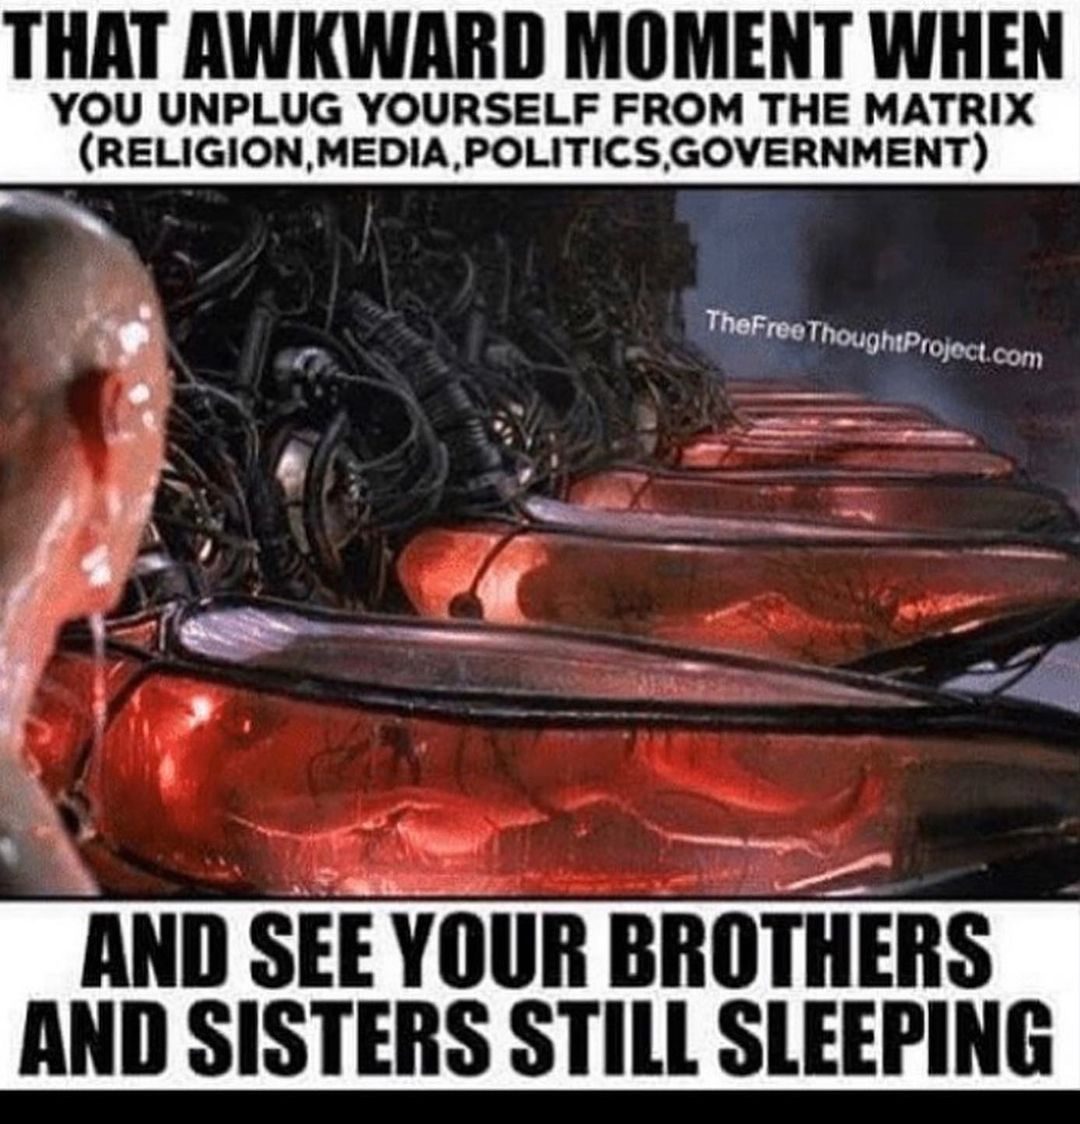 THAT AWKWARD MOMENT WHEN
YOU UNPLUG YOURSELF FROM THE MATRIX
(RELIGION,MEDIA,POLITICS,GOVERNMENT)
TheFreeThoughtProject.com
AND SEE YOUR BROTHERS
AND SISTERS STILL SLEEPING